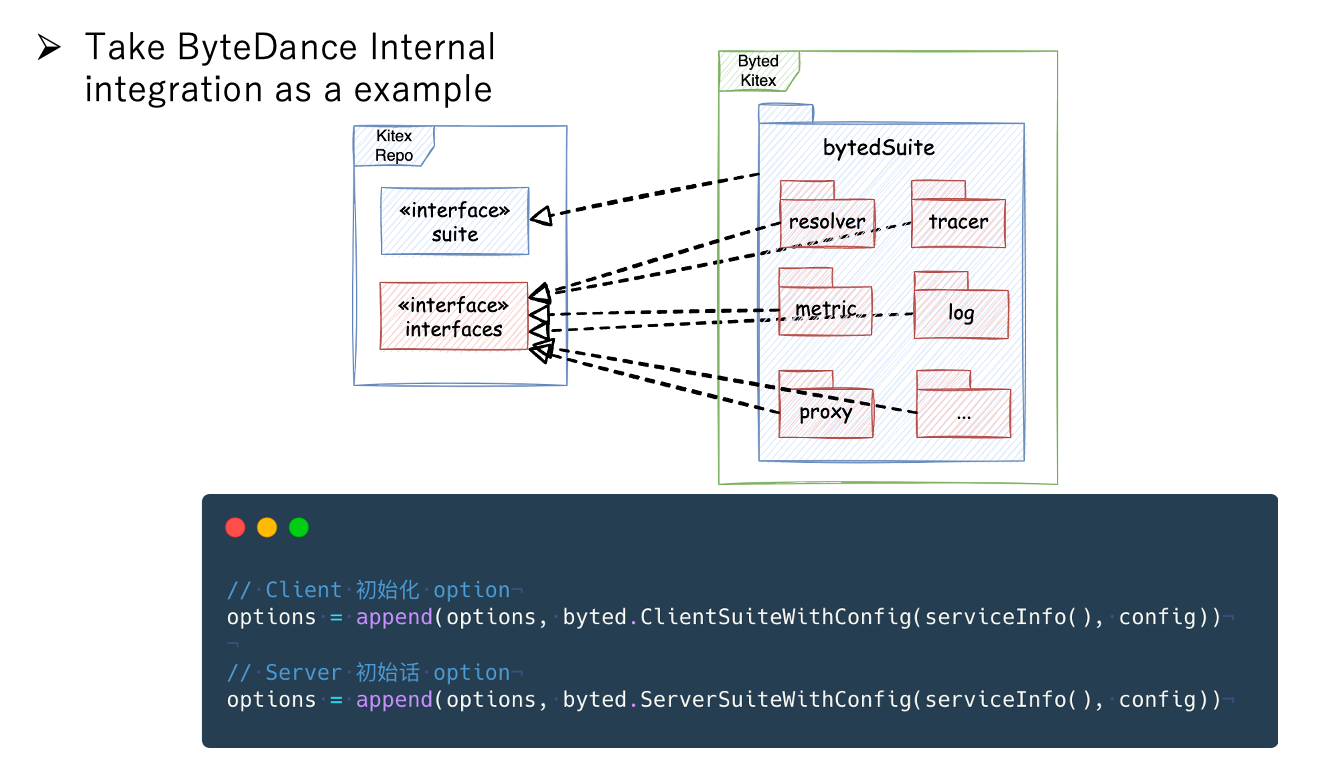 ➢ Take ByteDance Internal
integration as a example
Byted
Kitex
Kitex
Repo
bytedSuite
«interface»
suite
resolver
tracer
«interface»
interfaces
metric
log
proxy
...
// Client 初始化 option
options = append(options, byted.ClientSuiteWithConfig(serviceInfo(), config))
// Server 初始话 option
options = append(options, byted.ServerSuiteWithConfig(serviceInfo(), config))